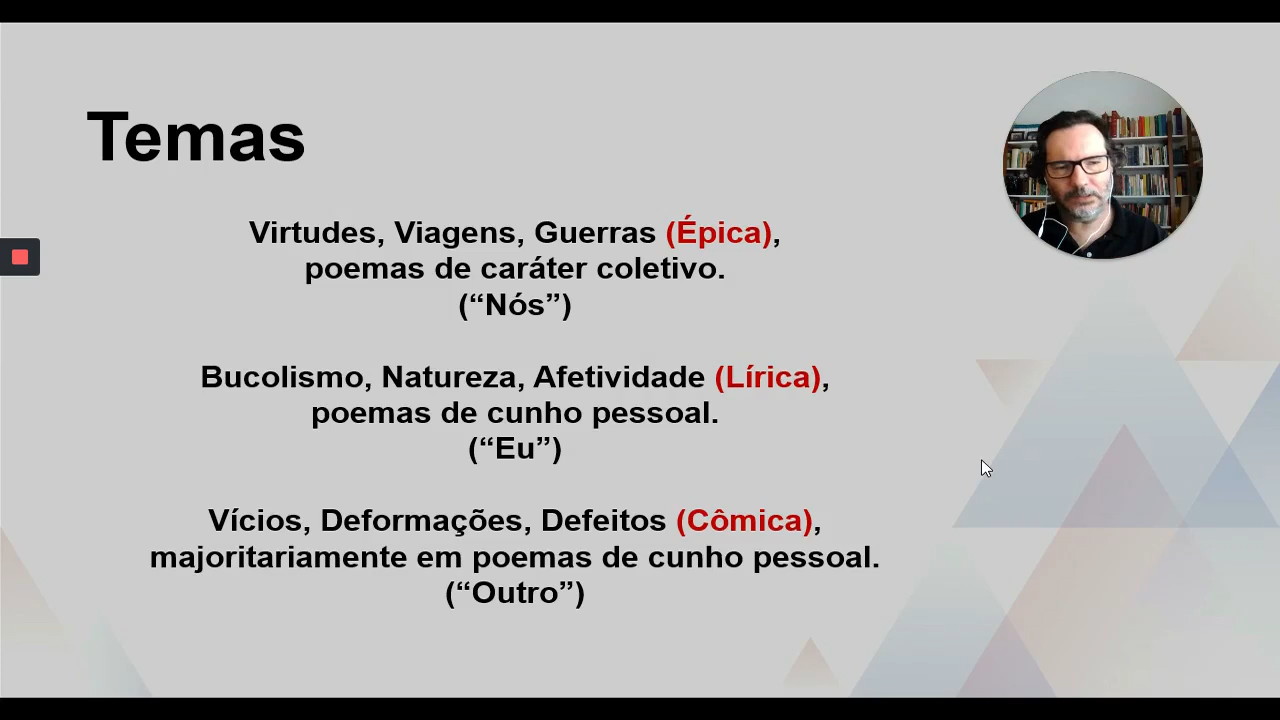 Temas
Virtudes, Viagens, Guerras (Épica),
poemas de caráter coletivo.
(“Nós”)
Bucolismo, Natureza, Afetividade (Lírica),
poemas de cunho pessoal.
(“Eu”)
Vícios, Deformações, Defeitos (Cômica),
majoritariamente em poemas de cunho pessoal.
(“Outro”)